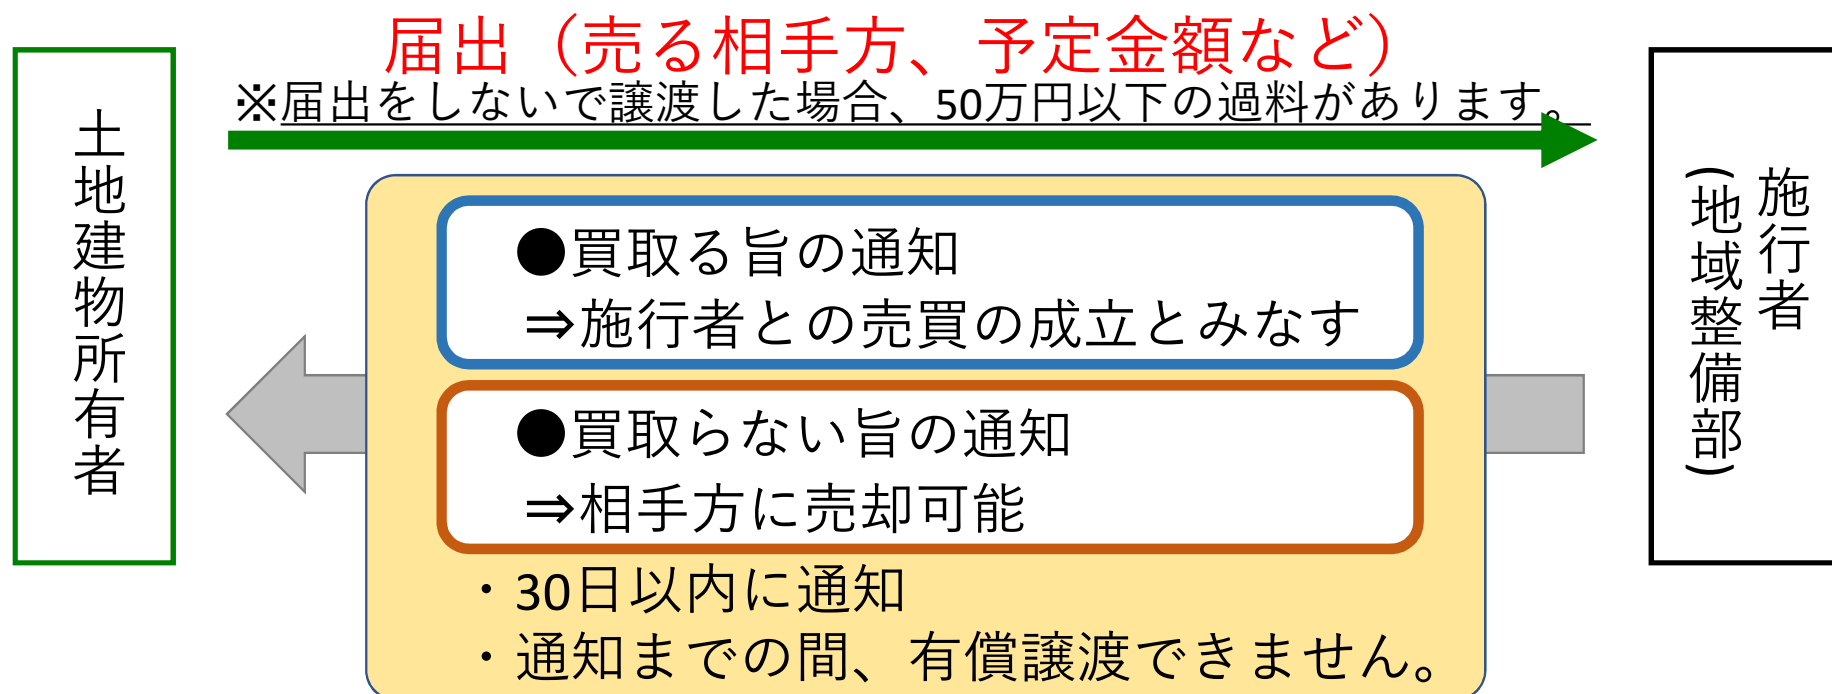 届出（売る相手方、予定金額など）
※届出をしないで譲渡した場合、50万円以下の過料があります。
土地建物所有者
●買取る旨の通知
⇒施行者との売買の成立とみなす
●買取らない旨の通知
⇒相手方に売却可能
・30日以内に通知
・通知までの間、有償譲渡できません。
施行者
(地域整備部)